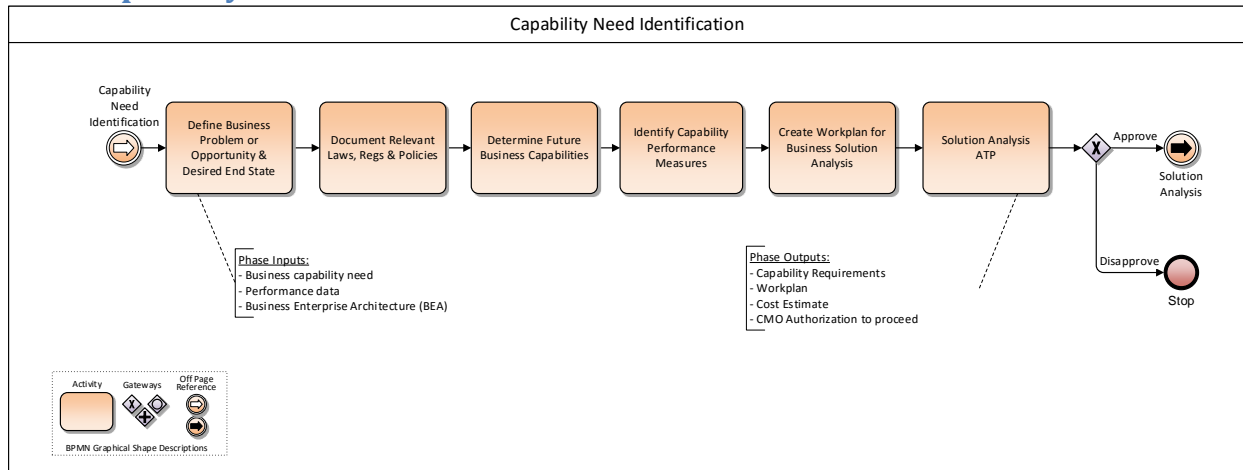 Capability Need Identification
Capability
Need
Identification
Define Business
Problem or
Opportunity &
Desired End State
Document Relevant
Laws, Regs & Policies
Determine Future
Business Capabilities
Identify Capability
Performance
Measures
Create Workplan for
Business Solution
Analysis
Solution Analysis
ATP
X
Approve
Solution
Analysis
Disapprove
Stop
Phase Inputs:
- Business capability need
- Performance data
- Business Enterprise Architecture (BEA)
Phase Outputs:
- Capability Requirements
- Workplan
- Cost Estimate
- CMO Authorization to proceed
Activity
Gateways
Off Page
Reference
X
BPMN Graphical Shape Descriptions